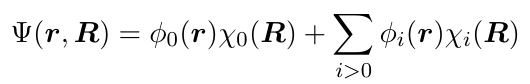 Ψ(r, R) = ϕ₀(r)χ₀(R) + ∑_{i>0} ϕᵢ(r)χᵢ(R)